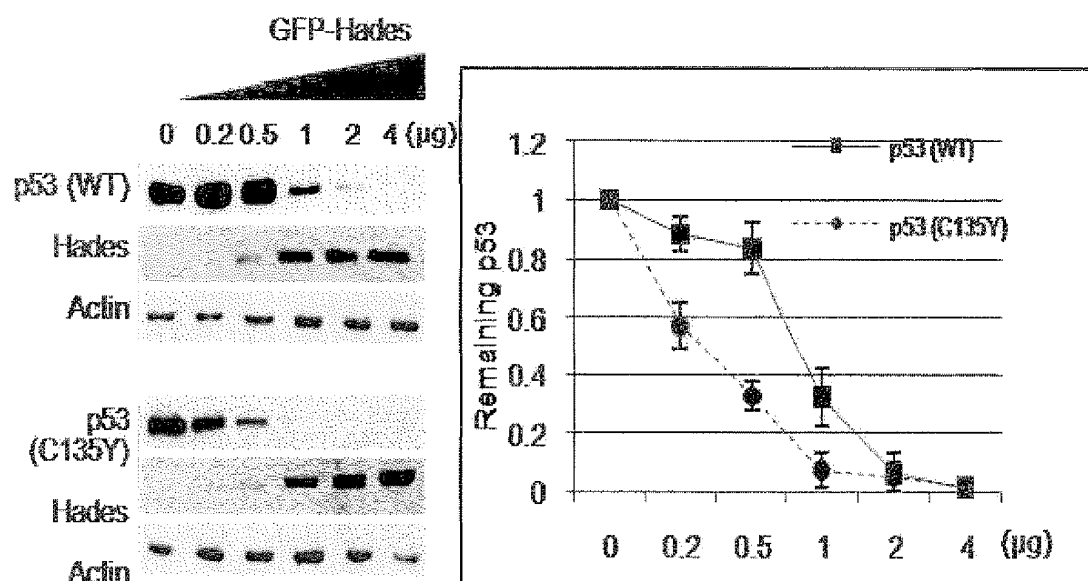 GFP-Hades
0 0.2 0.5 1 2 4 (µg)
p53 (WT)
Hades
Actin
p53
(C135Y)
Hades
Actin
Remaining p53
1.2
1
0.8
0.6
0.4
0.2
0
p53 (WT)
p53 (C135Y)
0 0.2 0.5 1 2 4 (µg)